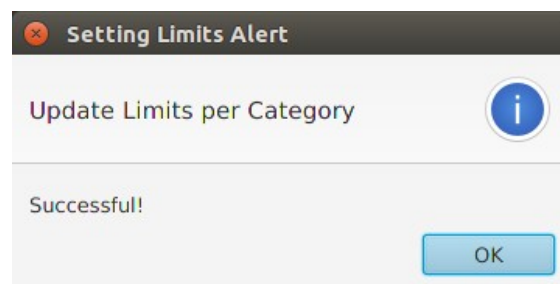 Setting Limits Alert
Update Limits per Category
i
Successful!
OK